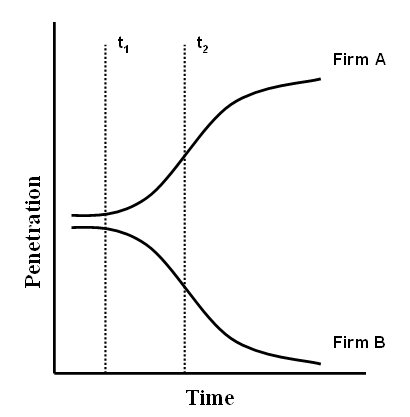 t1
t2
Firm A
Penetration
Firm B
Time